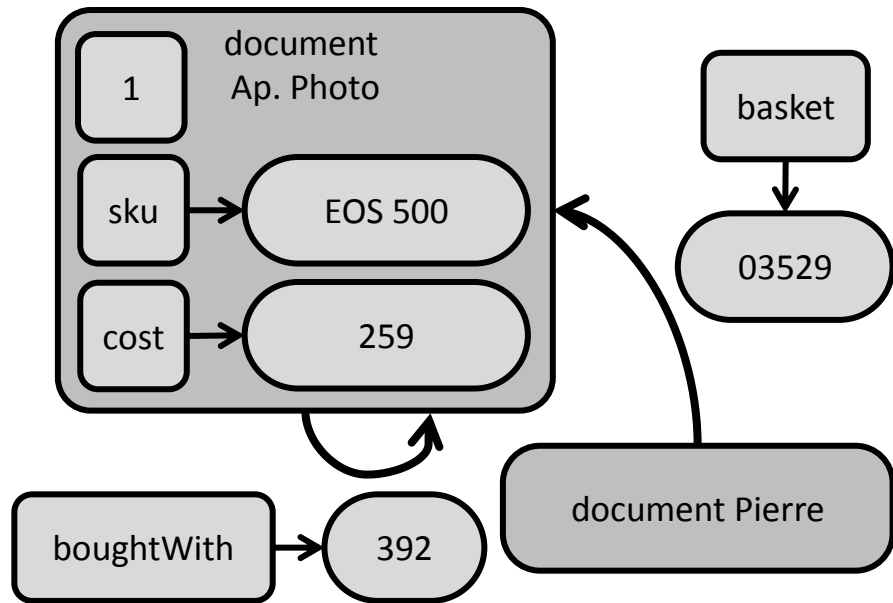 document
Ap. Photo
1
sku
EOS 500
cost
259
basket
03529
document Pierre
boughtWith
392